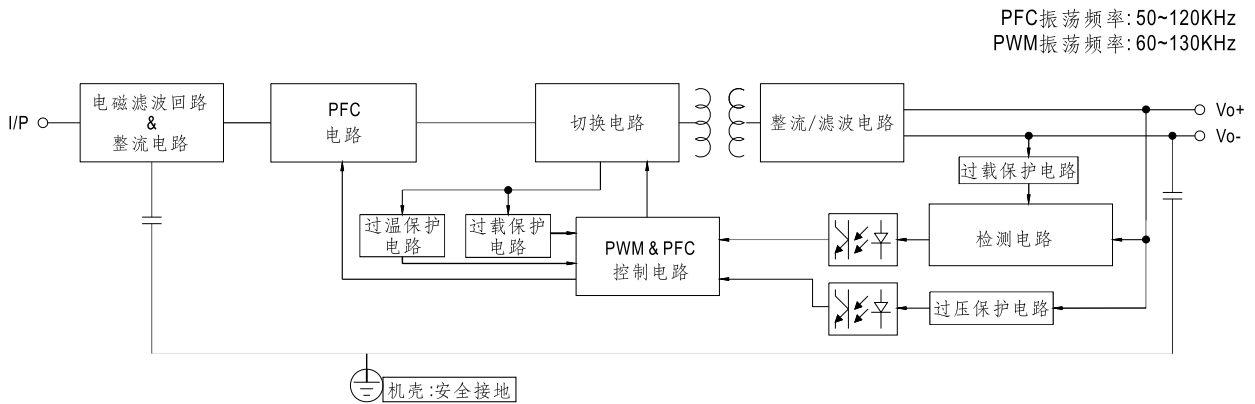 PFC振荡频率: 50~120KHz
PWM振荡频率: 60~130KHz
I/P
电磁滤波回路
&
整流电路
PFC
电路
切换电路
整流/滤波电路
Vo+
Vo-
过载保护电路
过温保护
电路
过载保护
电路
PWM & PFC
控制电路
检测电路
过压保护电路
机壳:安全接地